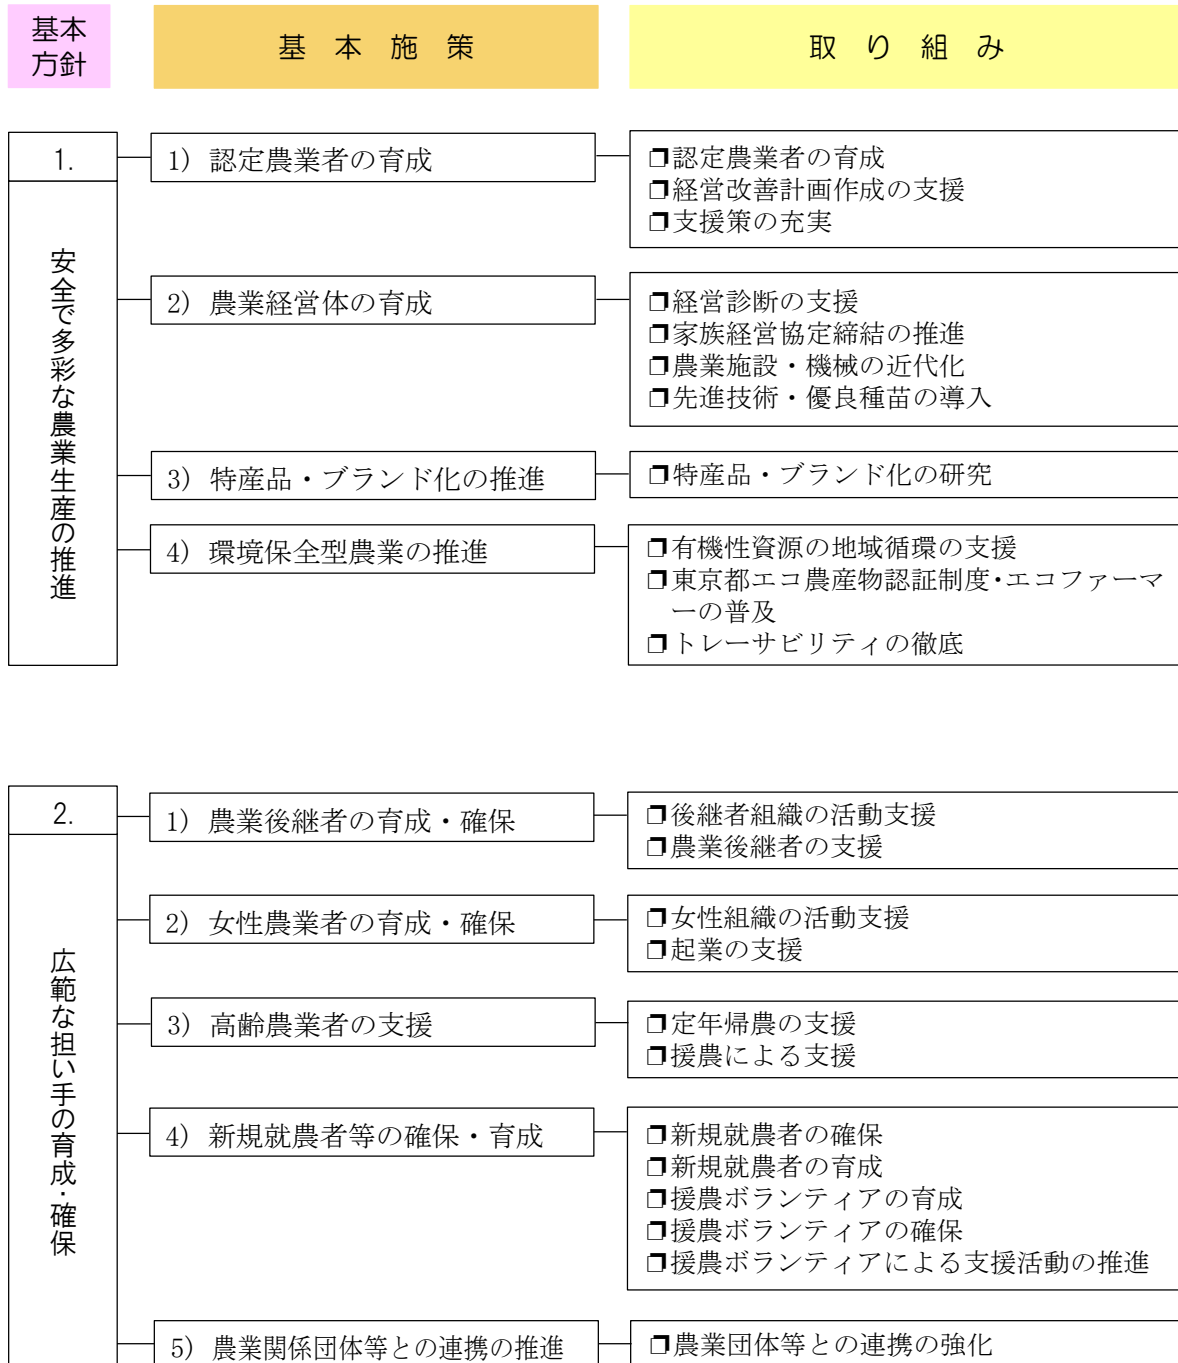 基本
方針
基本施策
取り組み
1.
安全で多彩な農業生産の推進
1) 認定農業者の育成
❐認定農業者の育成
❐経営改善計画作成の支援
❐支援策の充実
2) 農業経営体の育成
❐経営診断の支援
❐家族経営協定締結の推進
❐農業施設・機械の近代化
❐先進技術・優良種苗の導入
3) 特産品・ブランド化の推進
❐特産品・ブランド化の研究
4) 環境保全型農業の推進
❐有機性資源の地域循環の支援
❐東京都エコ農産物認証制度・エコファーマ
ーの普及
❐トレーサビリティの徹底
2.
広範な担い手の育成・確保
1) 農業後継者の育成・確保
❐後継者組織の活動支援
❐農業後継者の支援
2) 女性農業者の育成・確保
❐女性組織の活動支援
❐起業の支援
3) 高齢農業者の支援
❐定年帰農の支援
❐援農による支援
4) 新規就農者等の確保・育成
❐新規就農者の確保
❐新規就農者の育成
❐援農ボランティアの育成
❐援農ボランティアの確保
❐援農ボランティアによる支援活動の推進
5) 農業関係団体等との連携の推進
❐農業団体等との連携の強化